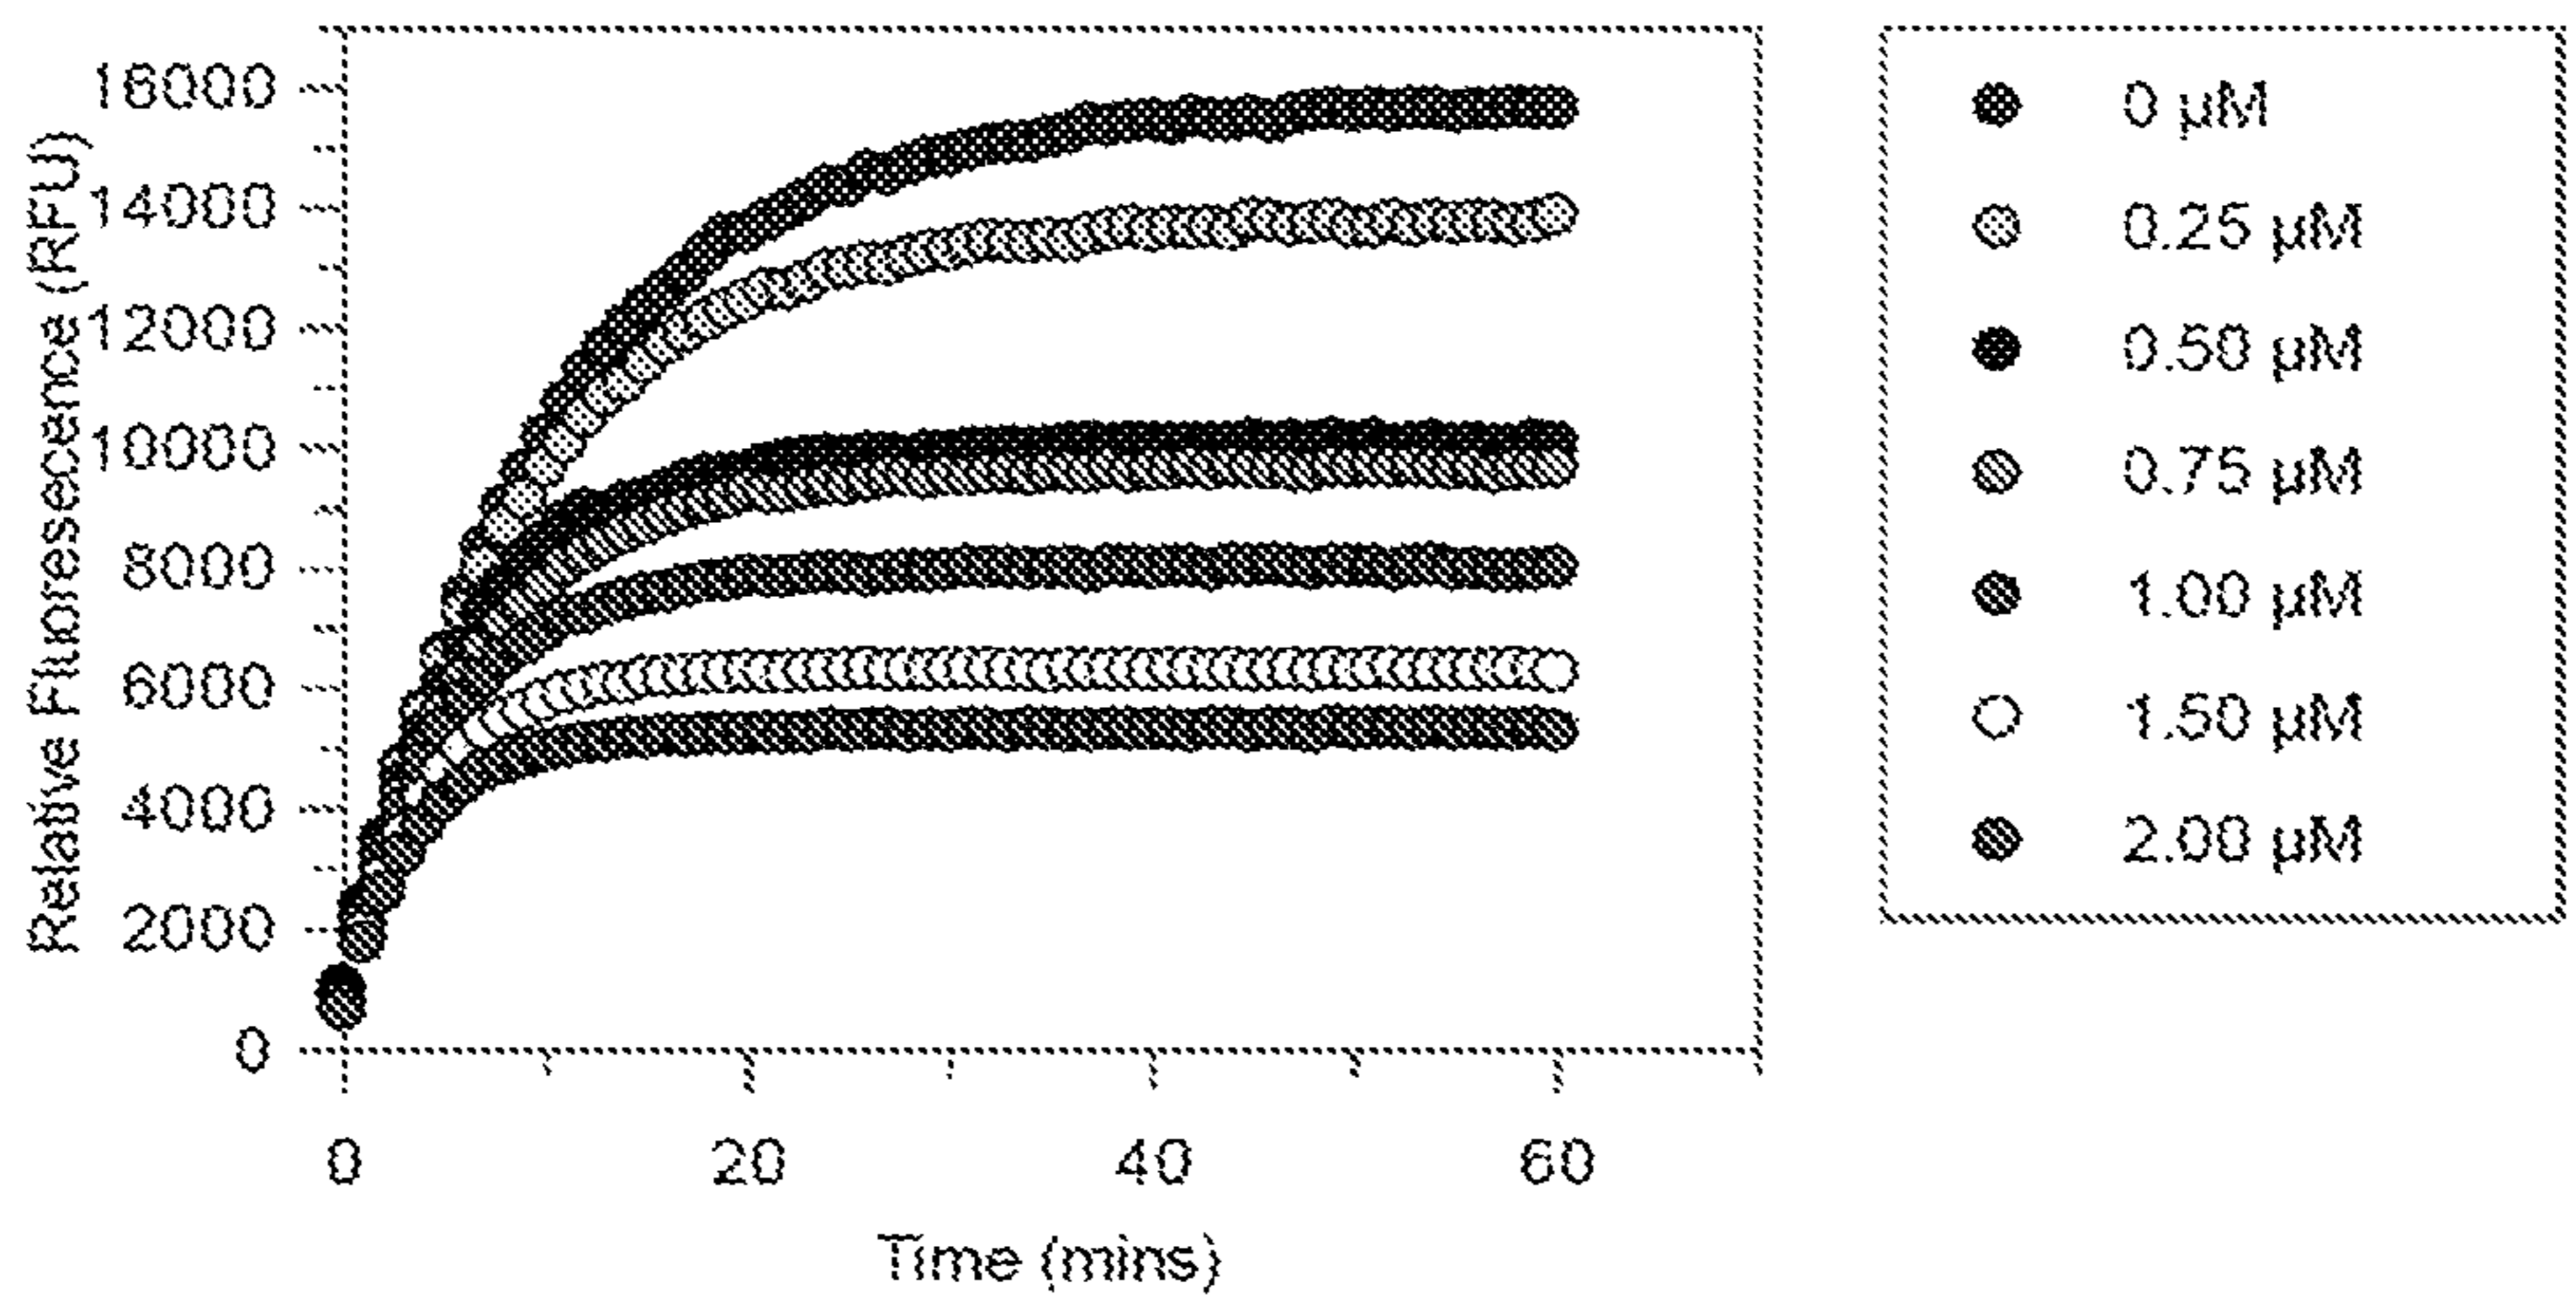 Relative Fluoresecence (RFU)
16000
14000
12000
10000
8000
6000
4000
2000
0
0 20 40 60
Time (mins)
0 μM
0.25 μM
0.50 μM
0.75 μM
1.00 μM
1.50 μM
2.00 μM